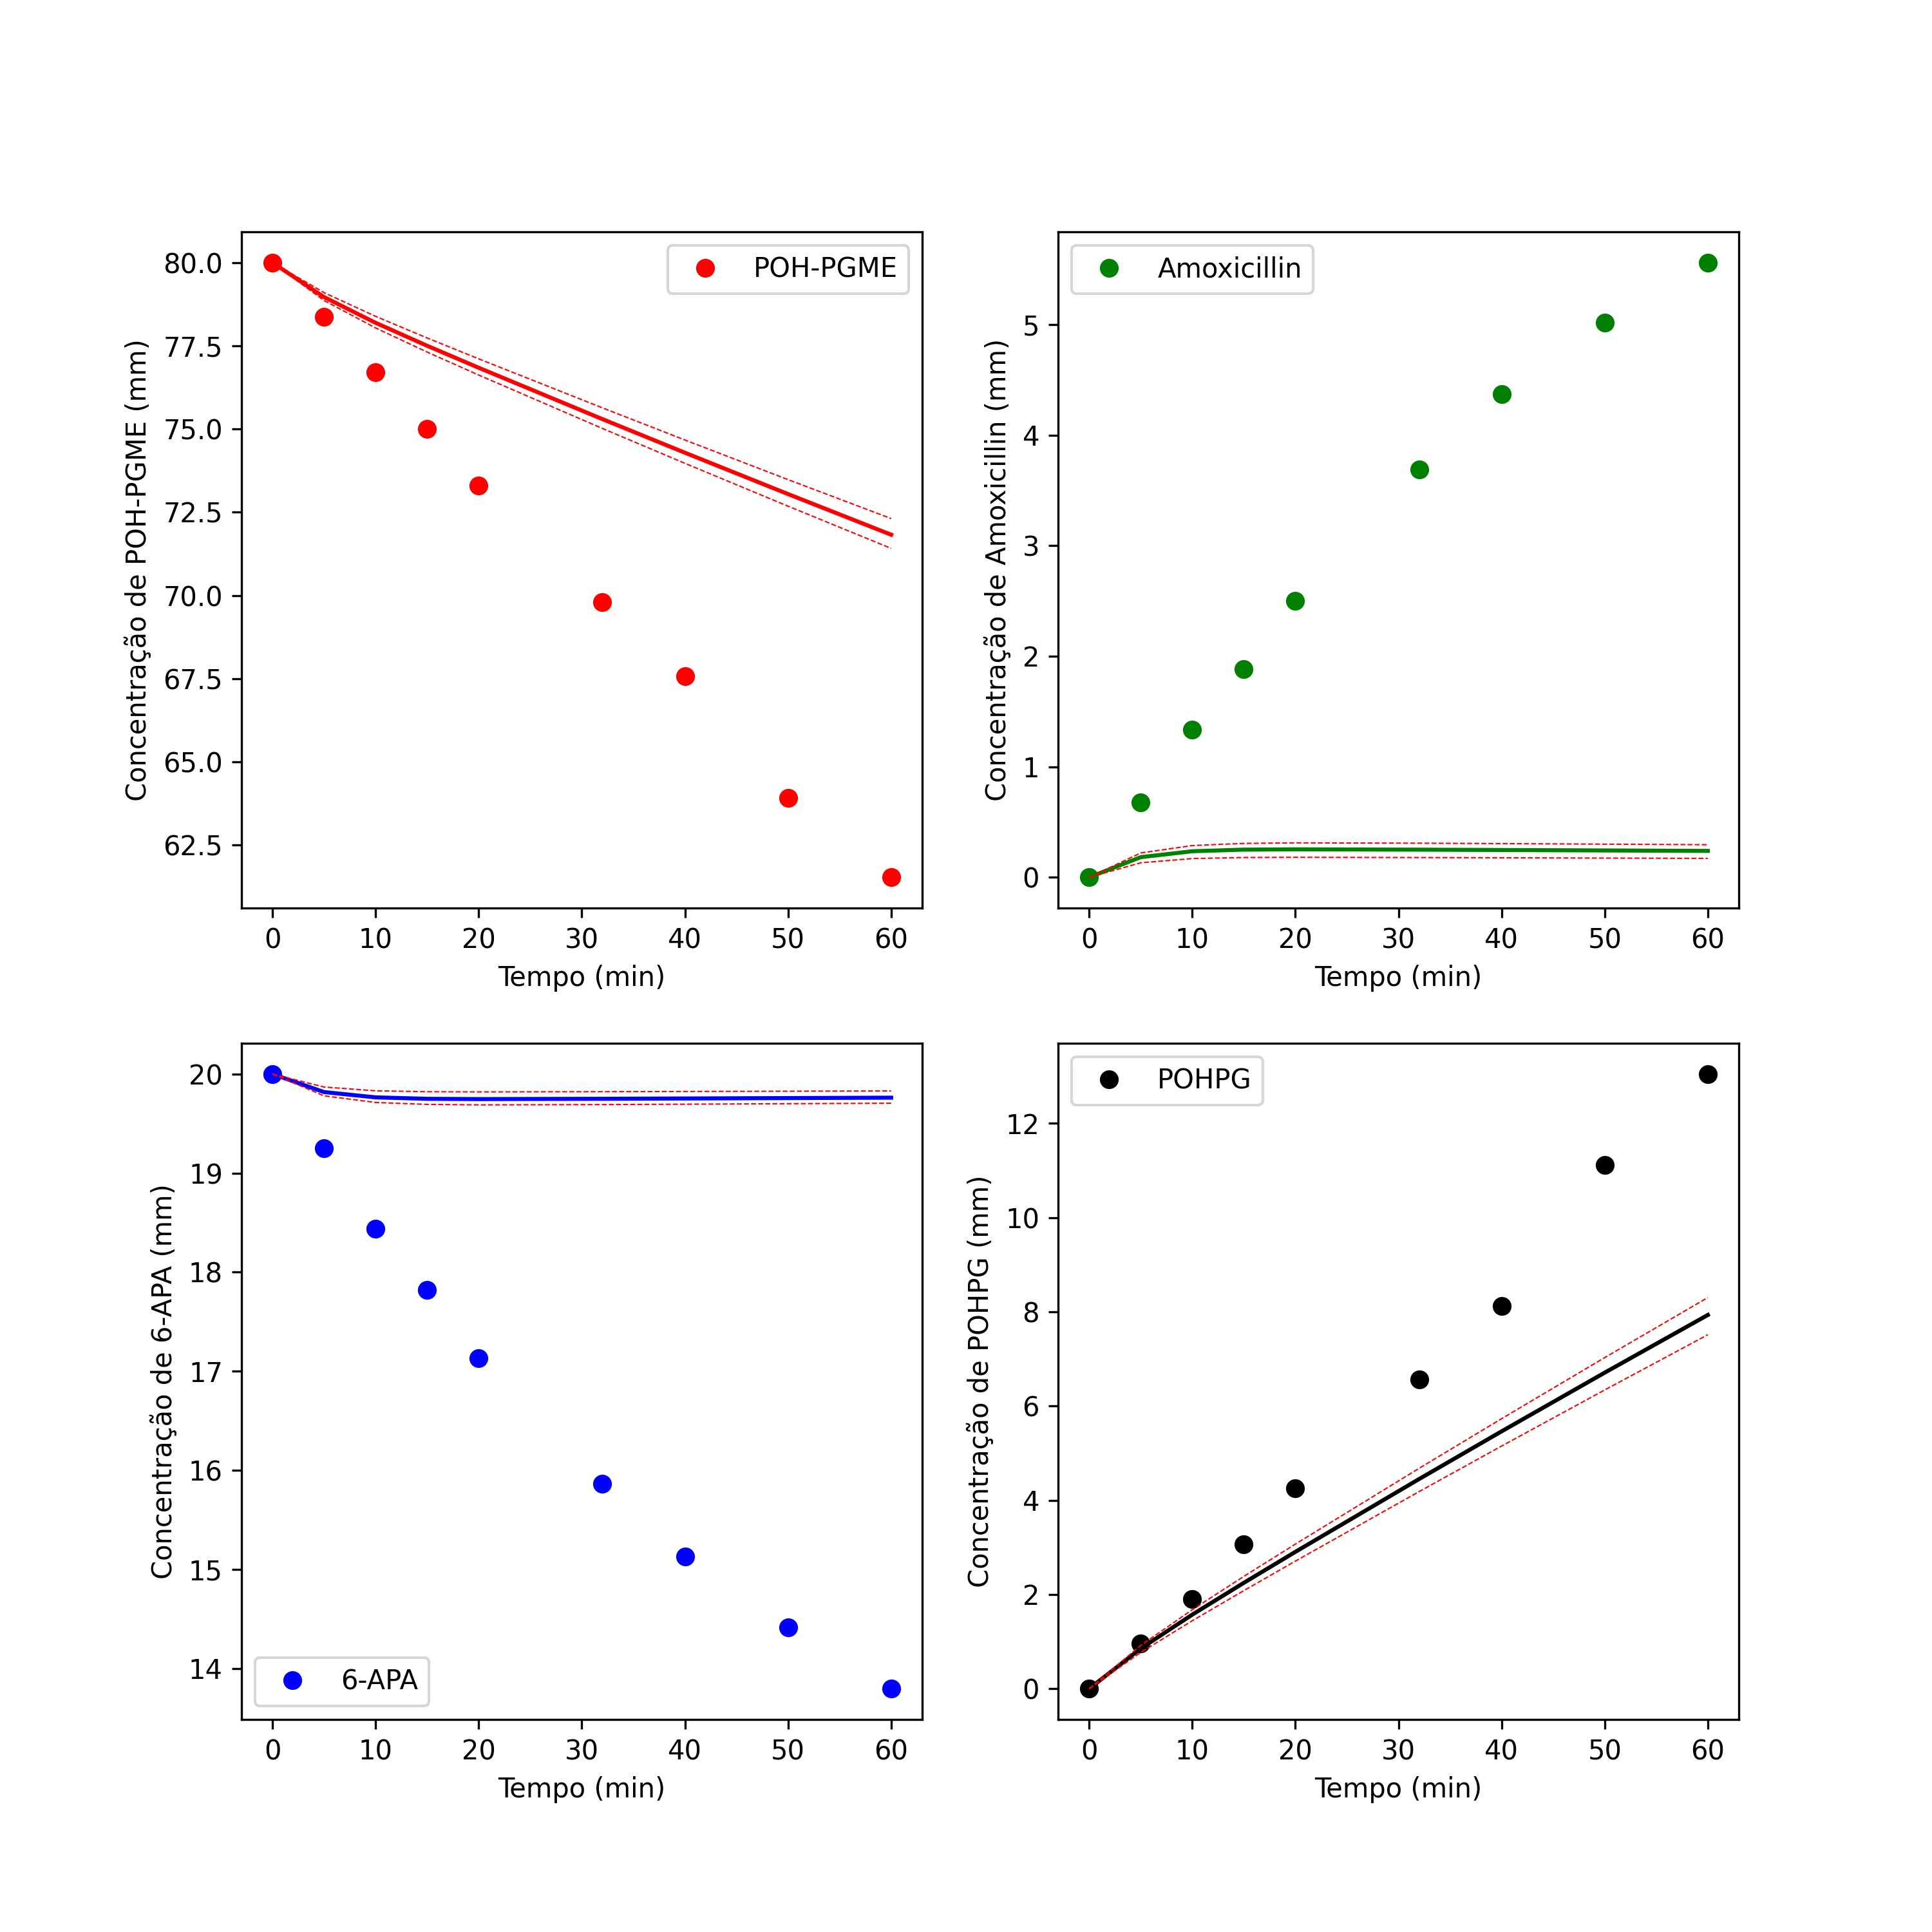 Concentração de POH-PGME (mm)
80.0
77.5
75.0
72.5
70.0
67.5
65.0
62.5
POH-PGME
0 10 20 30 40 50 60
Tempo (min)
Concentração de Amoxicillin (mm)
5
4
3
2
1
0
Amoxicillin
0 10 20 30 40 50 60
Tempo (min)
Concentração de 6-APA (mm)
20
19
18
17
16
15
14
6-APA
0 10 20 30 40 50 60
Tempo (min)
Concentração de POHPG (mm)
12
10
8
6
4
2
0
POHPG
0 10 20 30 40 50 60
Tempo (min)